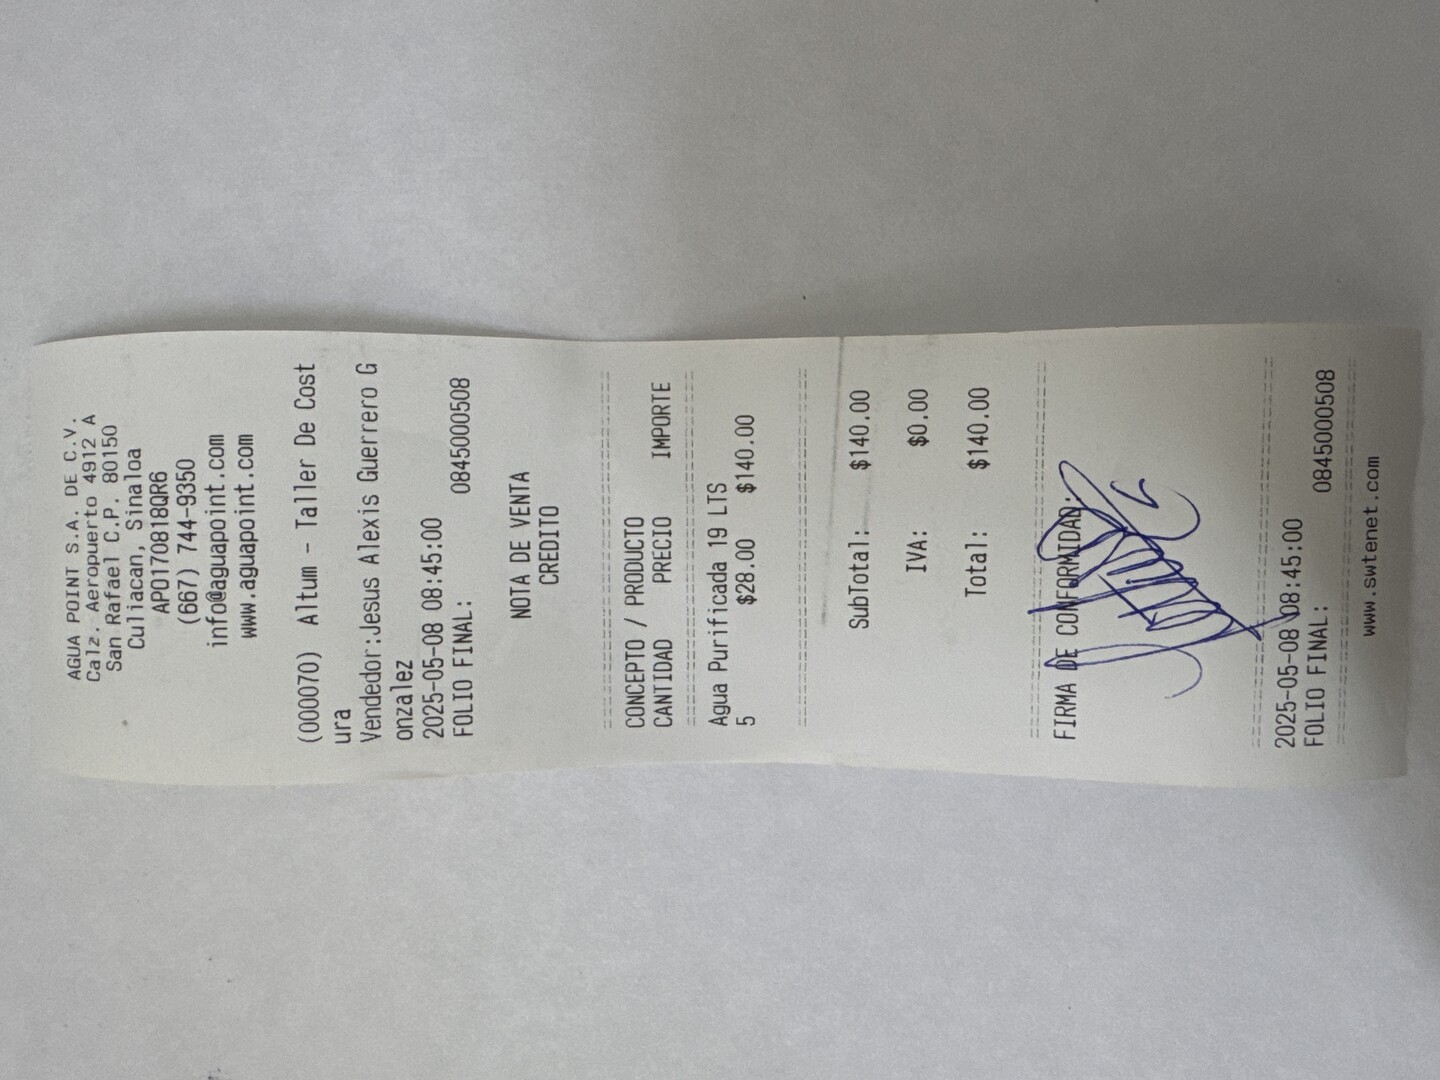 AGUA POINT S.A. DE C.V.
Calz. Aeropuerto 4912 A
San Rafael C.P. 80150
Culiacan, Sinaloa
APO170818QR6
(667) 744-9350
info@aguapoint.com
www.aguapoint.com
(000070) Altum - Taller De Cost
ura
Vendedor:Jesus Alexis Guerrero G
onzalez
2025-05-08 08:45:00
FOLIO FINAL: 0845000508
NOTA DE VENTA
CREDITO
CONCEPTO / PRODUCTO
CANTIDAD PRECIO IMPORTE
Agua Purificada 19 LTS
5 $28.00 $140.00
SubTotal: $140.00
IVA: $0.00
Total: $140.00
FIRMA DE CONFORMIDAD:
2025-05-08 08:45:00
FOLIO FINAL: 0845000508
www.swtenet.com